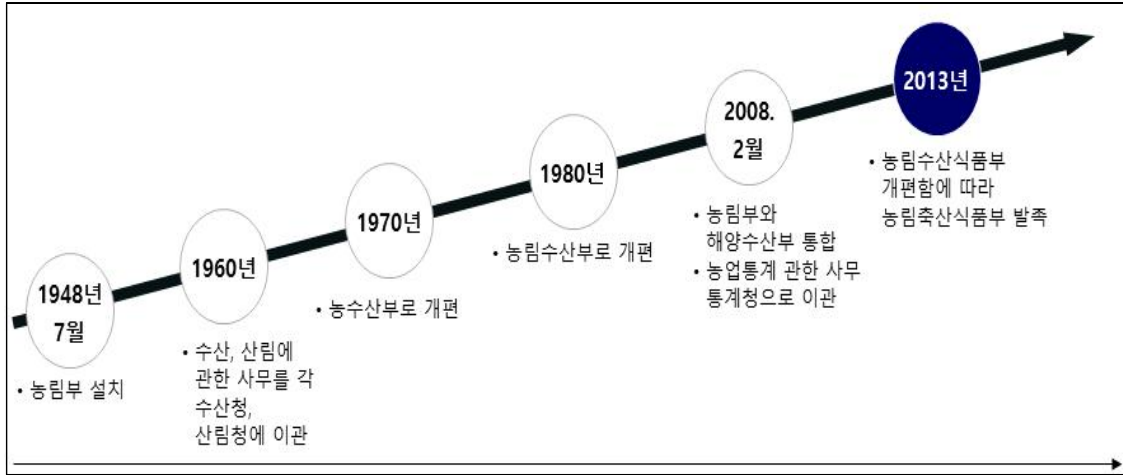 1948년
7월
• 농림부 설치
1960년
• 수산, 산림에
관한 사무를 각
수산청,
산림청에 이관
1970년
• 농수산부로 개편
1980년
• 농림수산부로 개편
2008.
2월
• 농림부와
해양수산부 통합
• 농업통계 관한 사무
통계청으로 이관
2013년
• 농림수산식품부
개편함에 따라
농림축산식품부 발족